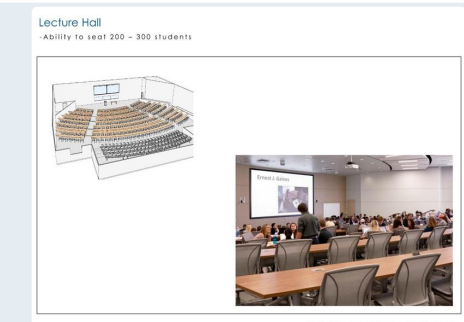 Lecture Hall
-Ability to seat 200 – 300 students
Ernest J. Gaines